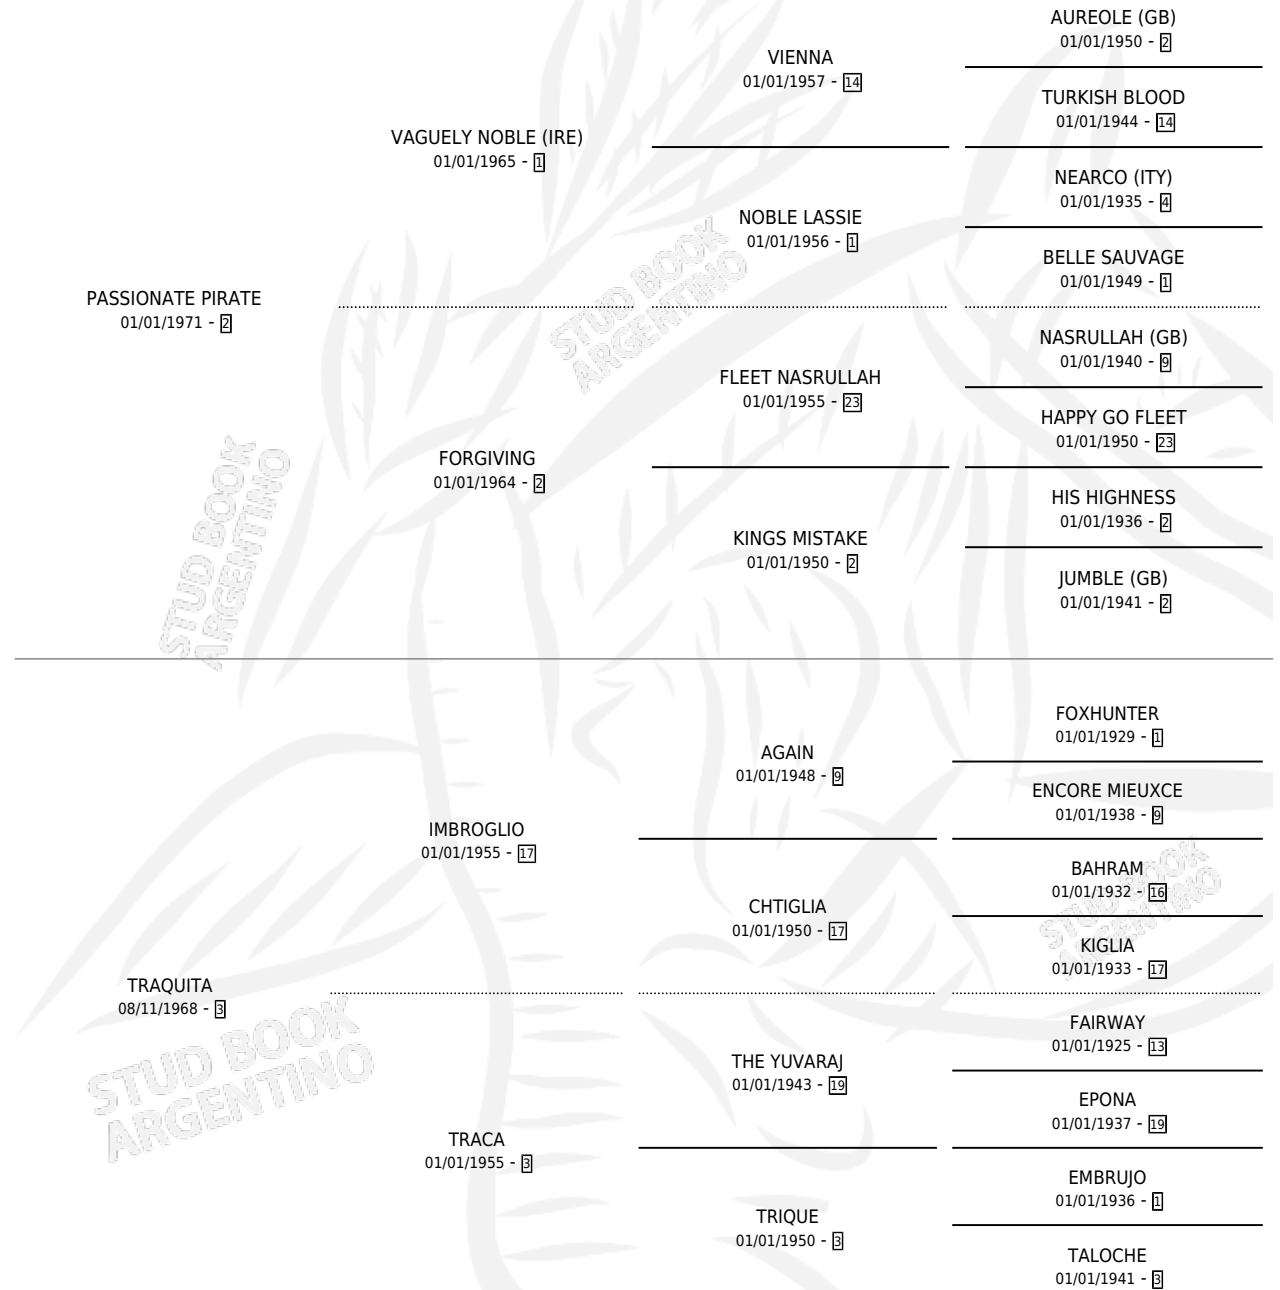 AUREOLE (GB)
01/01/1950 - 2
VIENNA
01/01/1957 - 14
TURKISH BLOOD
01/01/1944 - 14
VAGUELY NOBLE (IRE)
01/01/1965 - 1
NEARCO (ITY)
01/01/1935 - 4
NOBLE LASSIE
01/01/1956 - 1
BELLE SAUVAGE
01/01/1949 - 1
STUD BOOK
ARGENTINO
PASSIONATE PIRATE
01/01/1971 - 2
NASRULLAH (GB)
01/01/1940 - 9
FLEET NASRULLAH
01/01/1955 - 23
HAPPY GO FLEET
01/01/1950 - 23
FORGIVING
01/01/1964 - 2
HIS HIGHNESS
01/01/1936 - 2
KINGS MISTAKE
01/01/1950 - 2
JUMBLE (GB)
01/01/1941 - 2
STUD BOOK
ARGENTINO
FOXHUNTER
01/01/1929 - 1
AGAIN
01/01/1948 - 9
ENCORE MIEUXCE
01/01/1938 - 9
IMBROGLIO
01/01/1955 - 17
BAHRAM
01/01/1932 - 16
CHTIGLIA
01/01/1950 - 17
KIGLIA
01/01/1933 - 17
STUD BOOK
ARGENTINO
TRAQUITA
08/11/1968 - 3
FAIRWAY
01/01/1925 - 13
THE YUVARAJ
01/01/1943 - 19
EPONA
01/01/1937 - 19
STUD BOOK
ARGENTINO
TRACA
01/01/1955 - 3
EMBRUJO
01/01/1936 - 1
TRIQUE
01/01/1950 - 3
TALOCHE
01/01/1941 - 3